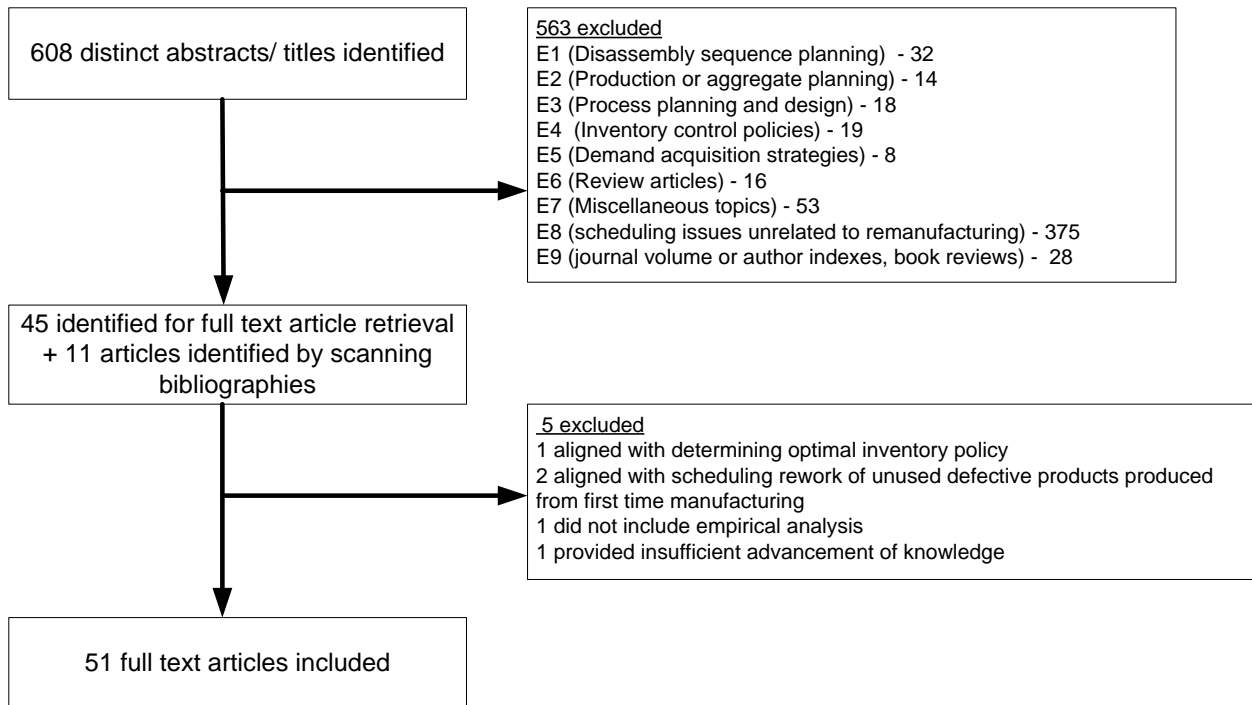 608 distinct abstracts/ titles identified
563 excluded
E1 (Disassembly sequence planning)  - 32
E2 (Production or aggregate planning) - 14
E3 (Process planning and design) - 18
E4  (Inventory control policies) - 19
E5 (Demand acquisition strategies) - 8
E6 (Review articles) - 16
E7 (Miscellaneous topics) - 53
E8 (scheduling issues unrelated to remanufacturing) - 375
E9 (journal volume or author indexes, book reviews) -  28
45 identified for full text article retrieval
+ 11 articles identified by scanning
bibliographies
5 excluded
1 aligned with determining optimal inventory policy
2 aligned with scheduling rework of unused defective products produced
from first time manufacturing
1 did not include empirical analysis
1 provided insufficient advancement of knowledge
51 full text articles included